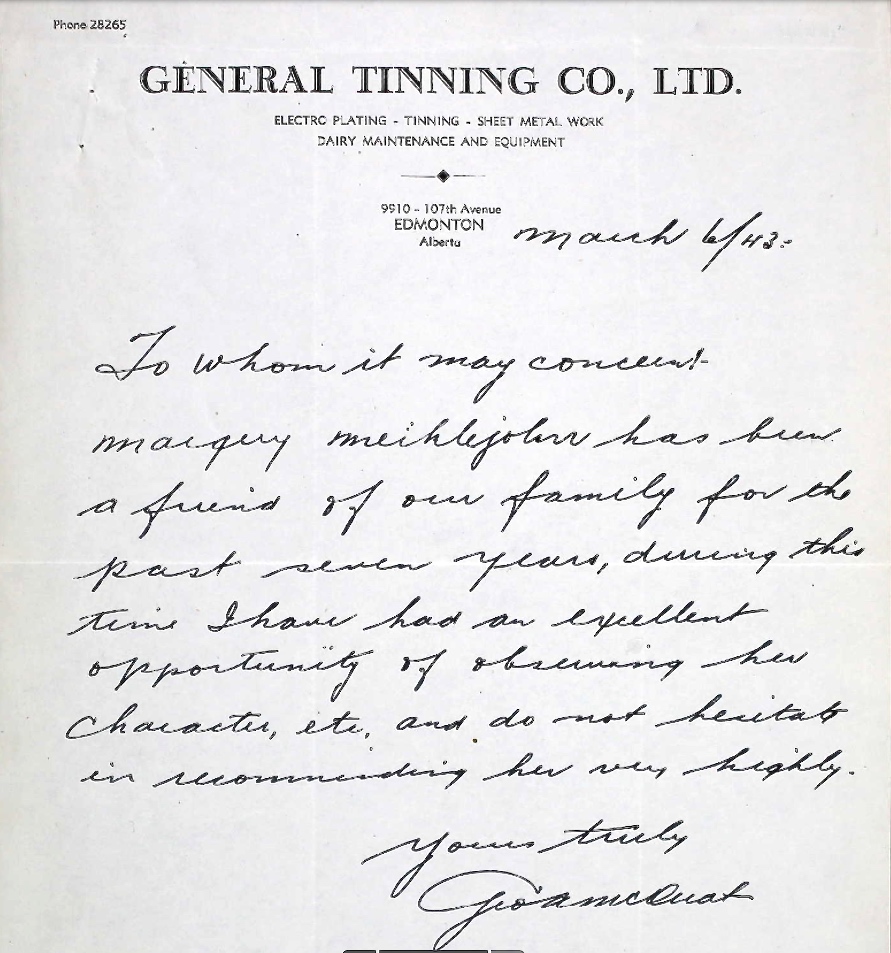 Phone 28265
GENERAL TINNING CO., LTD.
ELECTRO PLATING - TINNING - SHEET METAL WORK
DAIRY MAINTENANCE AND EQUIPMENT
9910 - 107th Avenue
EDMONTON
Alberta
March 6/43:
To whom it may concern:-
Margery Meiklejohn has been
a friend of our family for the
past seven years, during this
time I have had an excellent
opportunity of observing her
character, etc, and do not hesitate
in recommending her very highly.
Yours truly
Geo A McQuat